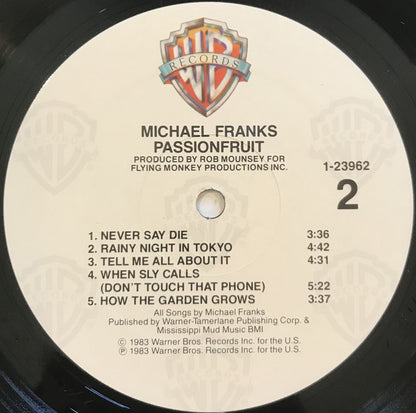 WB
RECORDS
MICHAEL FRANKS
PASSIONFRUIT
PRODUCED BY ROB MOUNSEY FOR
FLYING MONKEY PRODUCTIONS INC.
1-23962
2
1. NEVER SAY DIE 3:36
2. RAINY NIGHT IN TOKYO 4:42
3. TELL ME ALL ABOUT IT 4:31
4. WHEN SLY CALLS
(DON'T TOUCH THAT PHONE) 5:22
5. HOW THE GARDEN GROWS 3:37
All Songs by Michael Franks
Published by Warner-Tamerlane Publishing Corp. &
Mississippi Mud Music BMI
© 1983 Warner Bros. Records Inc. for the U.S.
℗ 1983 Warner Bros. Records Inc. for the U.S.